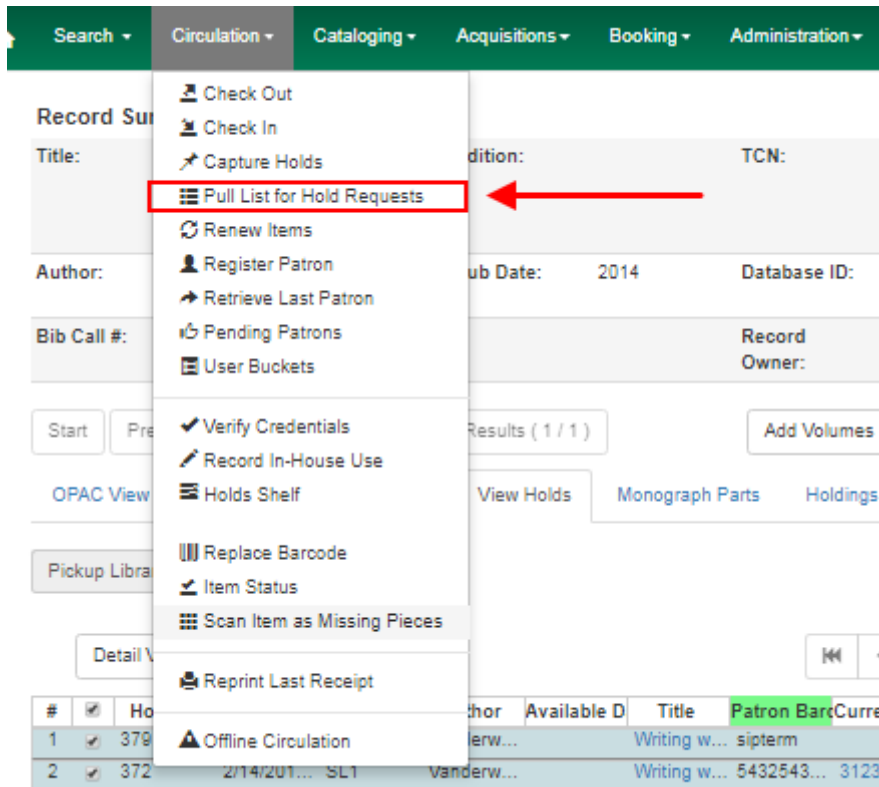 Search Circulation Cataloging Acquisitions Booking Administration
Check Out
Record Sur
Check In
Title: dition: TCN:
Capture Holds
Pull List for Hold Requests
Renew Items
Register Patron
Author: ub Date: 2014 Database ID:
Retrieve Last Patron
Bib Call #: Pending Patrons Record
Owner:
User Buckets
Start Pre Verify Credentials Results ( 1 / 1 ) Add Volumes
Record In-House Use
OPAC View Holds Shelf View Holds Monograph Parts Holdings
Replace Barcode
Pickup Libra
Item Status
Scan Item as Missing Pieces
Detail V
Reprint Last Receipt
# Ho thor Available D Title Patron Barc Curre
1 379 Offline Circulation lerw... Writing w... sipterm
2 372 2/14/201... SL1 Vanderw... Writing w... 5432543... 3123